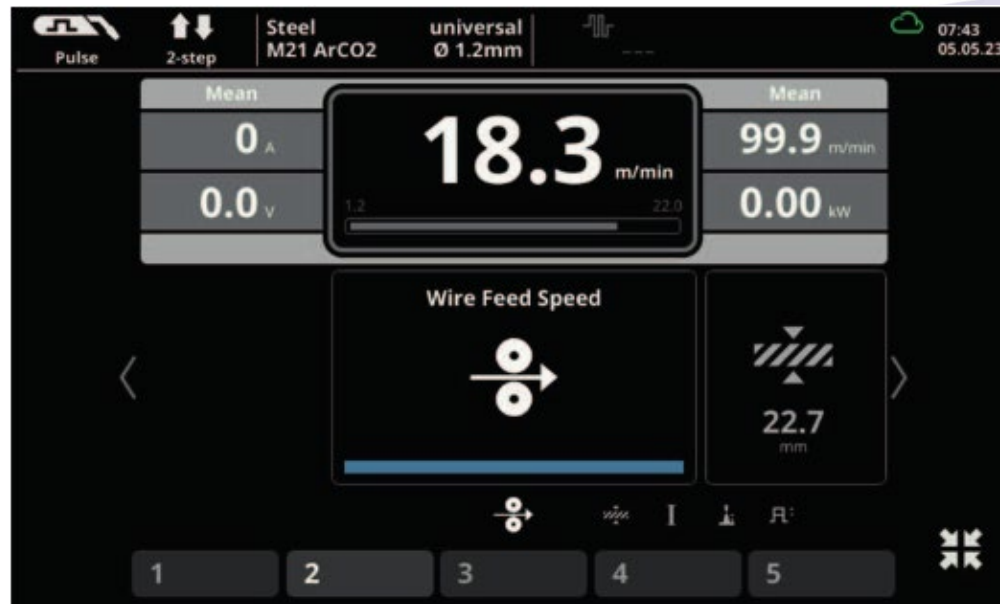 Pulse
2-step
Steel universal
M21 ArCO2 Ø 1.2mm
---
07:43
05.05.23
Mean
0 A
0.0 V
18.3 m/min
1.2 22.0
Mean
99.9 m/min
0.00 kW
Wire Feed Speed
22.7
mm
1 2 3 4 5